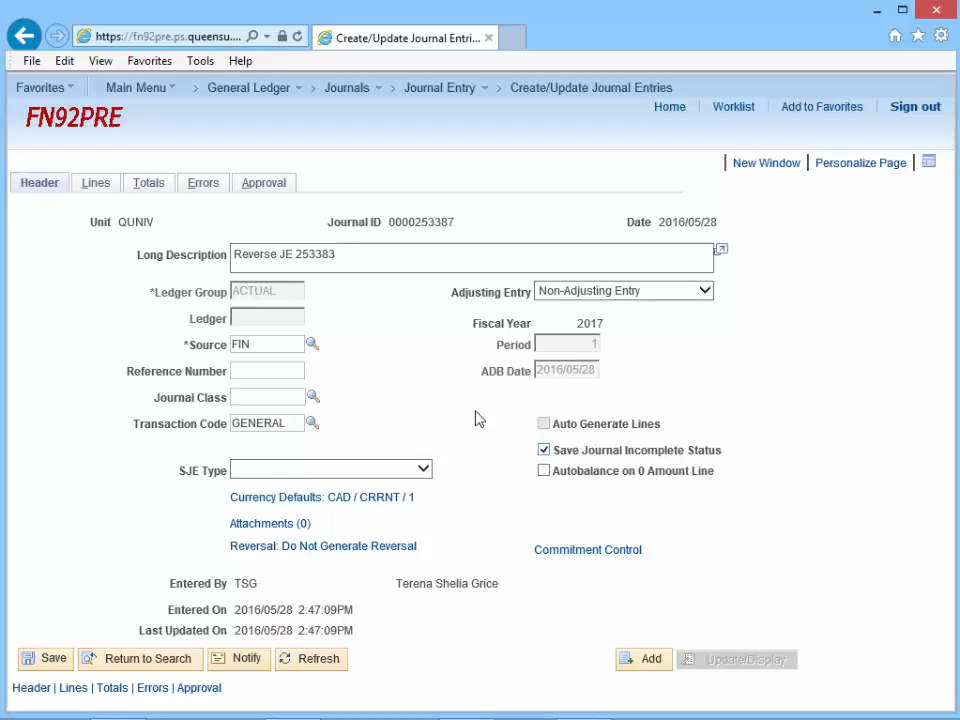 https://fn92pre.ps.queensu....
Create/Update Journal Entri...
File Edit View Favorites Tools Help
Favorites Main Menu > General Ledger > Journals > Journal Entry > Create/Update Journal Entries
FN92PRE
Home Worklist Add to Favorites Sign out
New Window Personalize Page
Header Lines Totals Errors Approval
Unit QUNIV Journal ID 0000253387 Date 2016/05/28
Long Description Reverse JE 253383
*Ledger Group ACTUAL Adjusting Entry Non-Adjusting Entry
Ledger Fiscal Year 2017
*Source FIN Period 1
Reference Number ADB Date 2016/05/28
Journal Class
Transaction Code GENERAL Auto Generate Lines
Save Journal Incomplete Status
SJE Type Autobalance on 0 Amount Line
Currency Defaults: CAD / CRRNT / 1
Attachments (0)
Reversal: Do Not Generate Reversal Commitment Control
Entered By TSG Terena Shelia Grice
Entered On 2016/05/28 2:47:09PM
Last Updated On 2016/05/28 2:47:09PM
Save Return to Search Notify Refresh Add Update/Display
Header | Lines | Totals | Errors | Approval